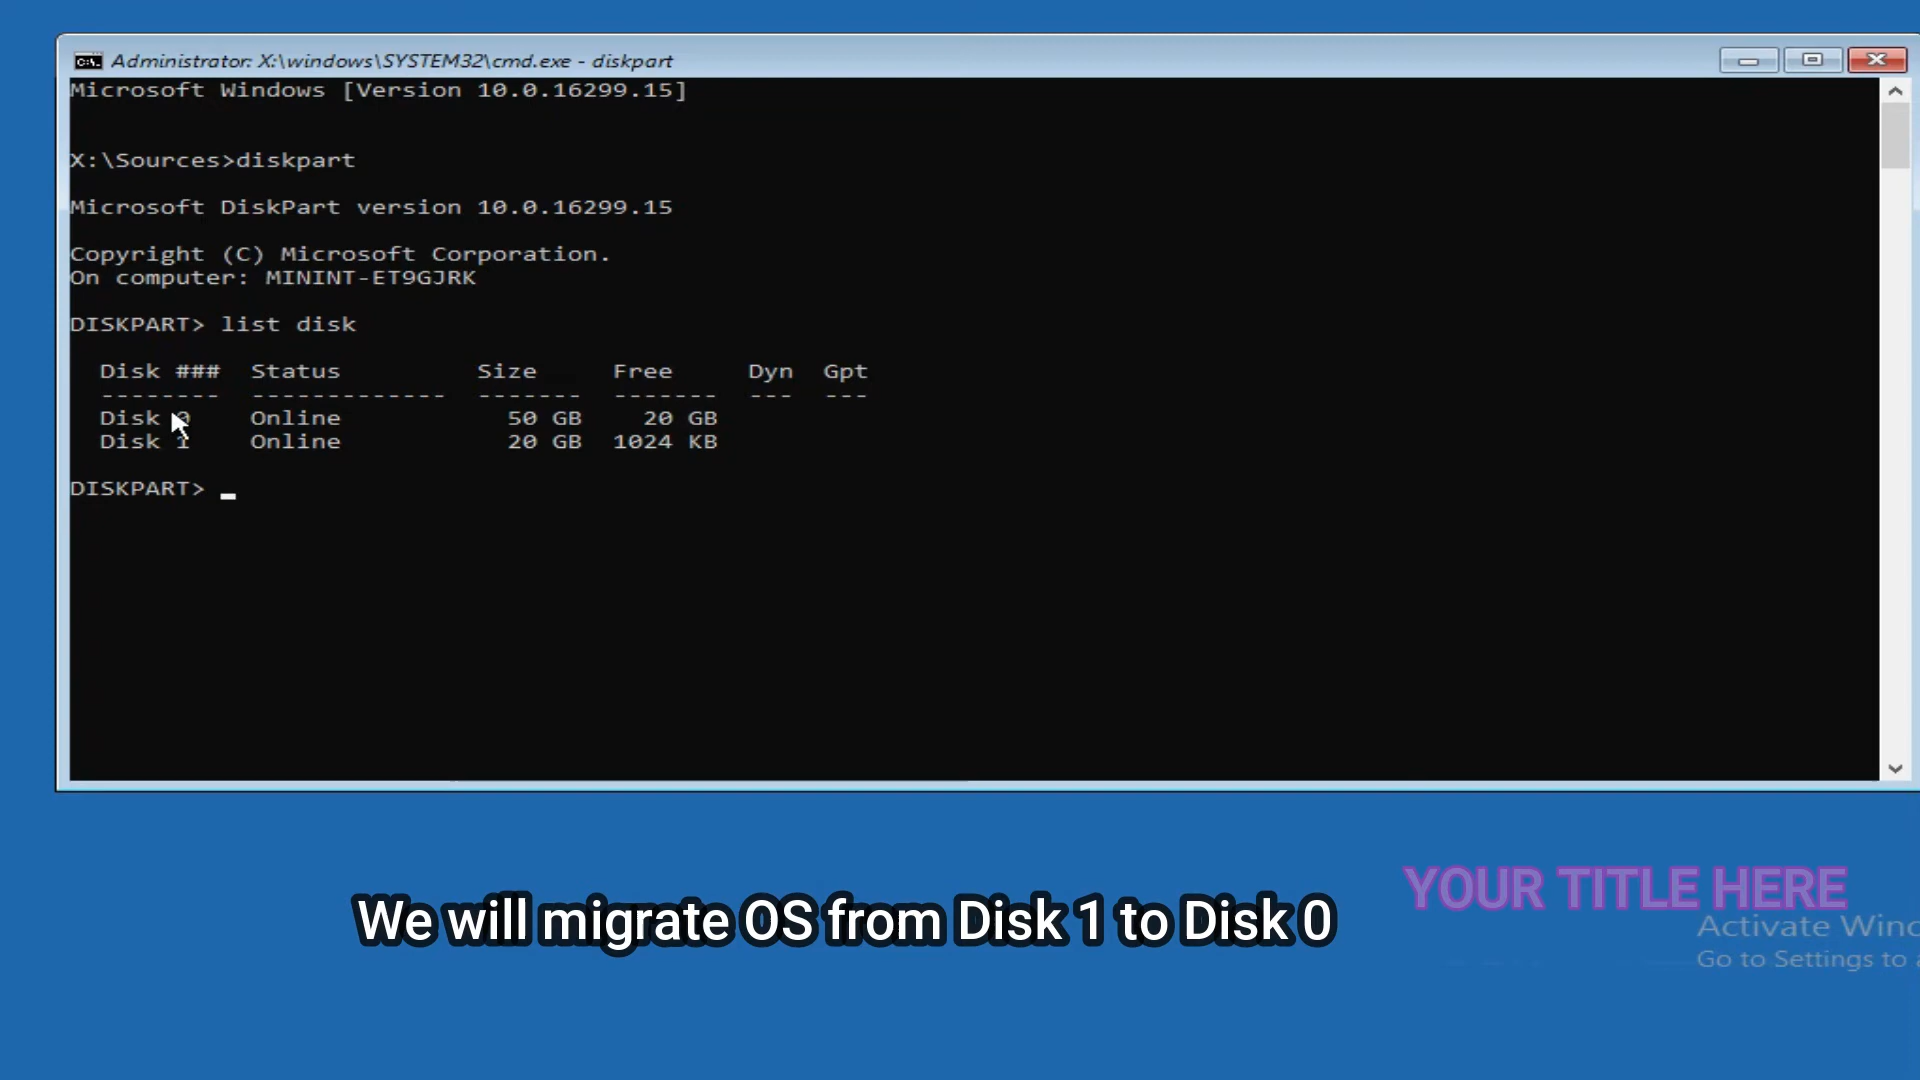 Administrator: X:\windows\SYSTEM32\cmd.exe - diskpart
Microsoft Windows [Version 10.0.16299.15]
X:\Sources>diskpart
Microsoft DiskPart version 10.0.16299.15
Copyright (C) Microsoft Corporation.
On computer: MININT-ET9GJRK
DISKPART> list disk
Disk ### Status Size Free Dyn Gpt
-------- ------------- ------- ------- --- ---
Disk 0 Online 50 GB 20 GB
Disk 1 Online 20 GB 1024 KB
DISKPART> _
YOUR TITLE HERE
We will migrate OS from Disk 1 to Disk 0
Activate Wind
Go to Settings to a